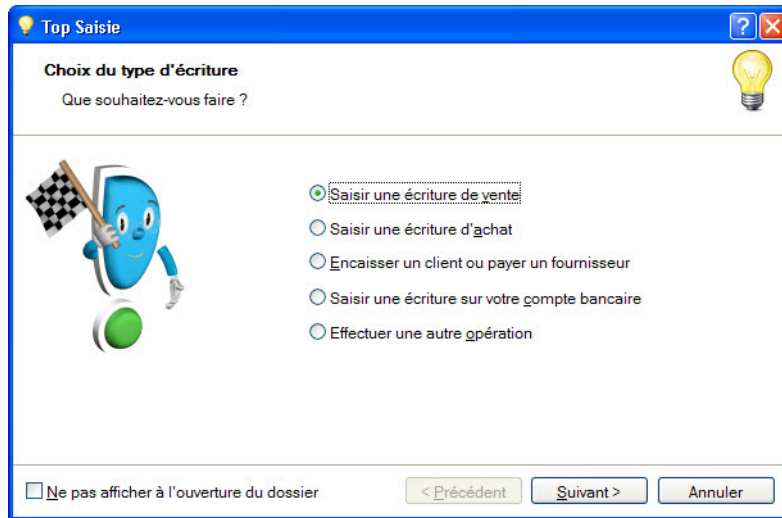 Top Saisie
Choix du type d'écriture
Que souhaitez-vous faire ?
Saisir une écriture de vente
Saisir une écriture d'achat
Encaisser un client ou payer un fournisseur
Saisir une écriture sur votre compte bancaire
Effectuer une autre opération
Ne pas afficher à l'ouverture du dossier
< Précédent
Suivant >
Annuler